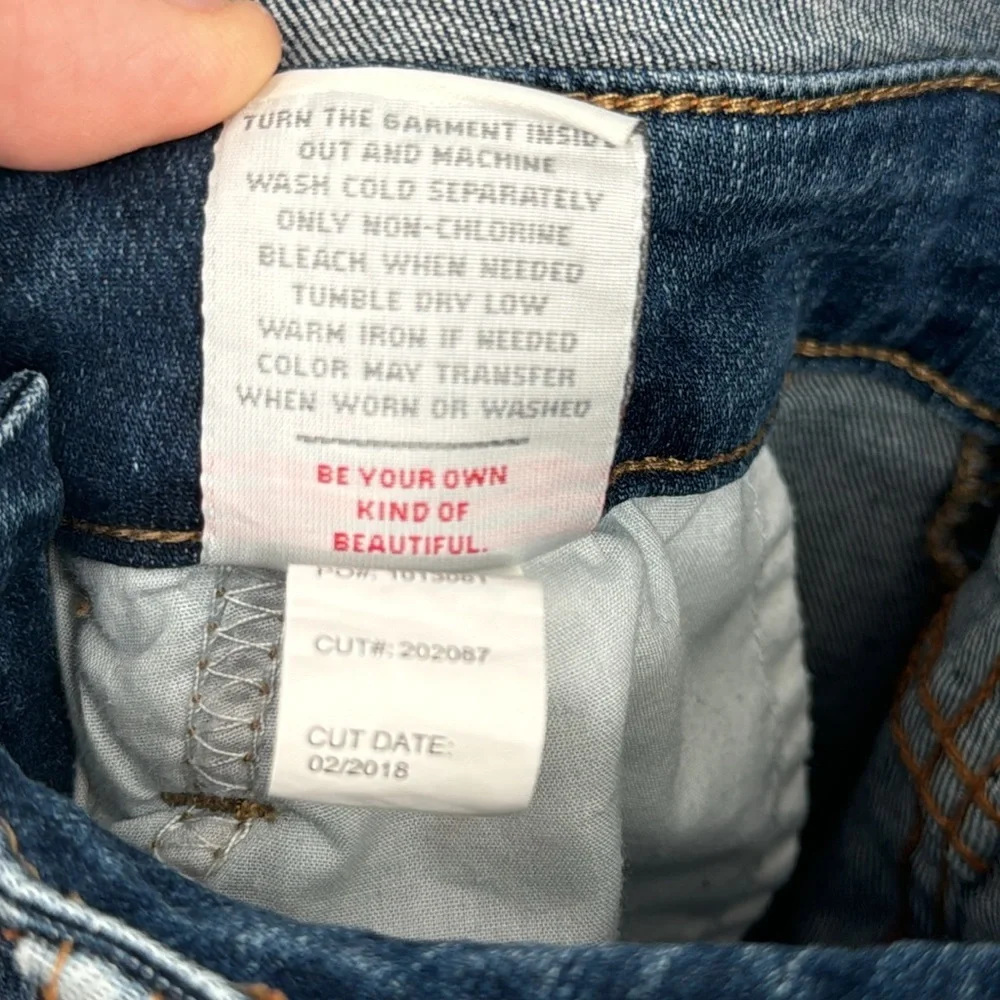 TURN THE GARMENT INSIDE
OUT AND MACHINE
WASH COLD SEPARATELY
ONLY NON-CHLORINE
BLEACH WHEN NEEDED
TUMBLE DRY LOW
WARM IRON IF NEEDED
COLOR MAY TRANSFER
WHEN WORN OR WASHED
BE YOUR OWN
KIND OF
BEAUTIFUL.
PO#: 1013061
CUT#: 202087
CUT DATE:
02/2018